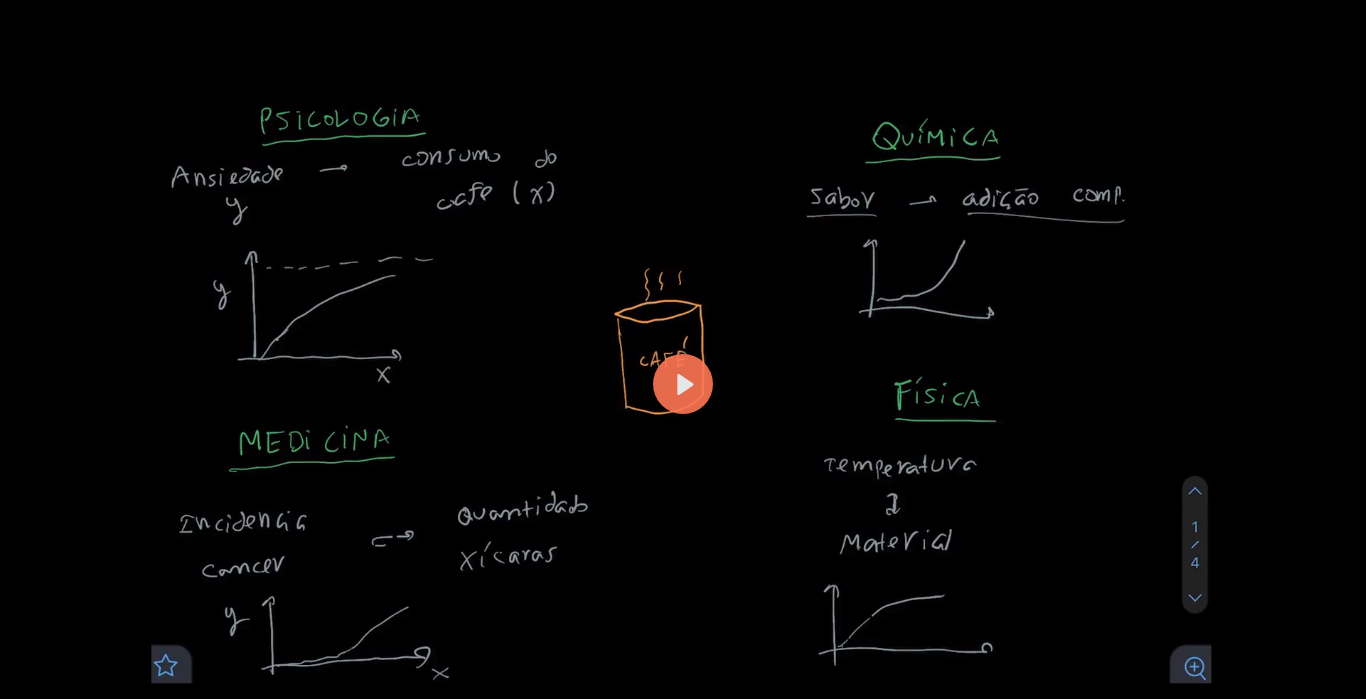 PSICOLOGIA
Ansiedade → consumo do
y café (x)
y
x
MEDICINA
Incidencia Quantidade
cancer xícaras
y
x
CAFÉ
QUÍMICA
Sabor → adição comp.
FÍSICA
Temperatura
Material
1
/
4